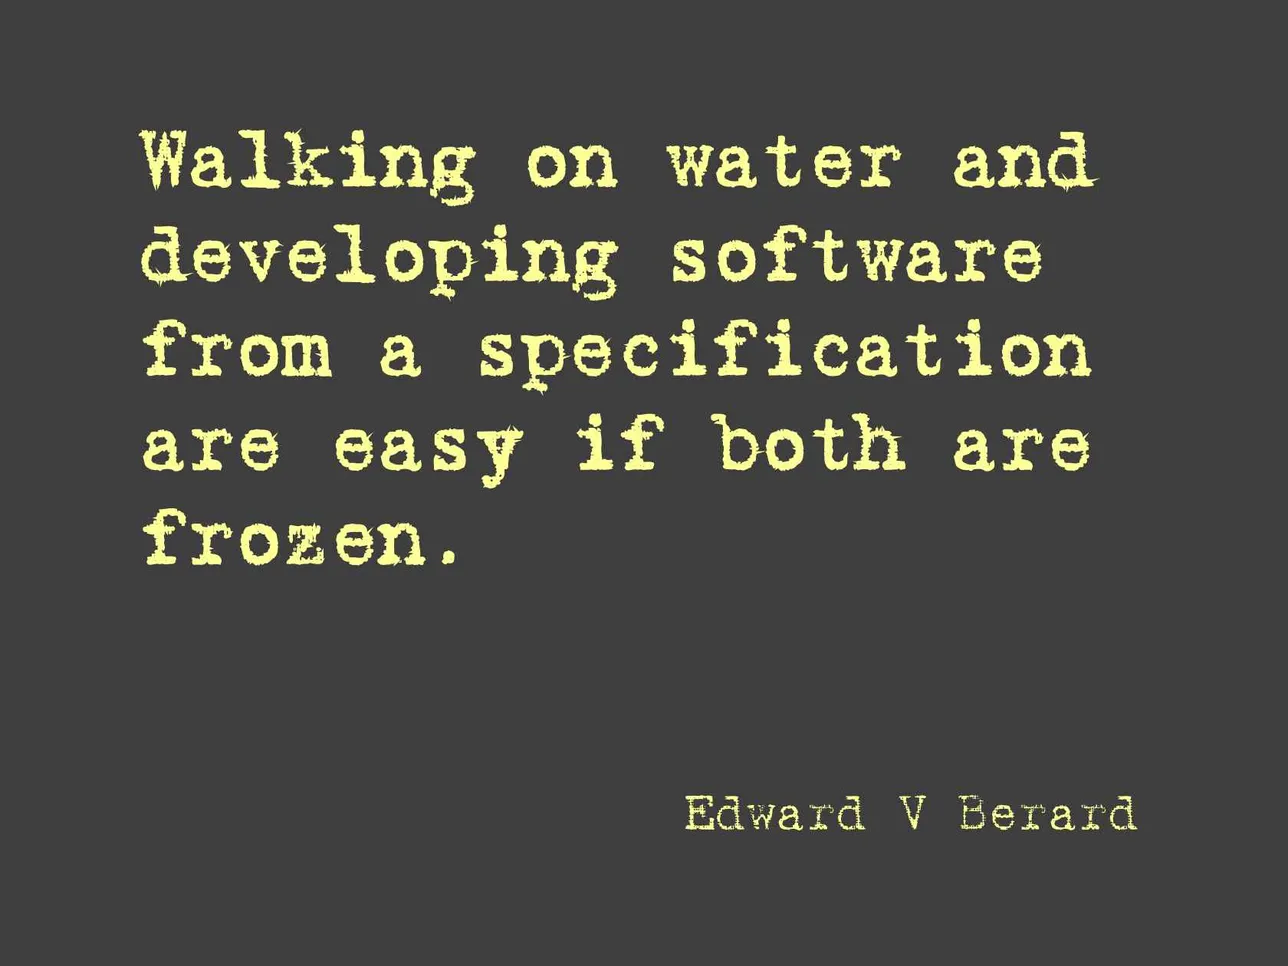 Walking on water and
developing software
from a specification
are easy if both are
frozen.
Edward V Berard